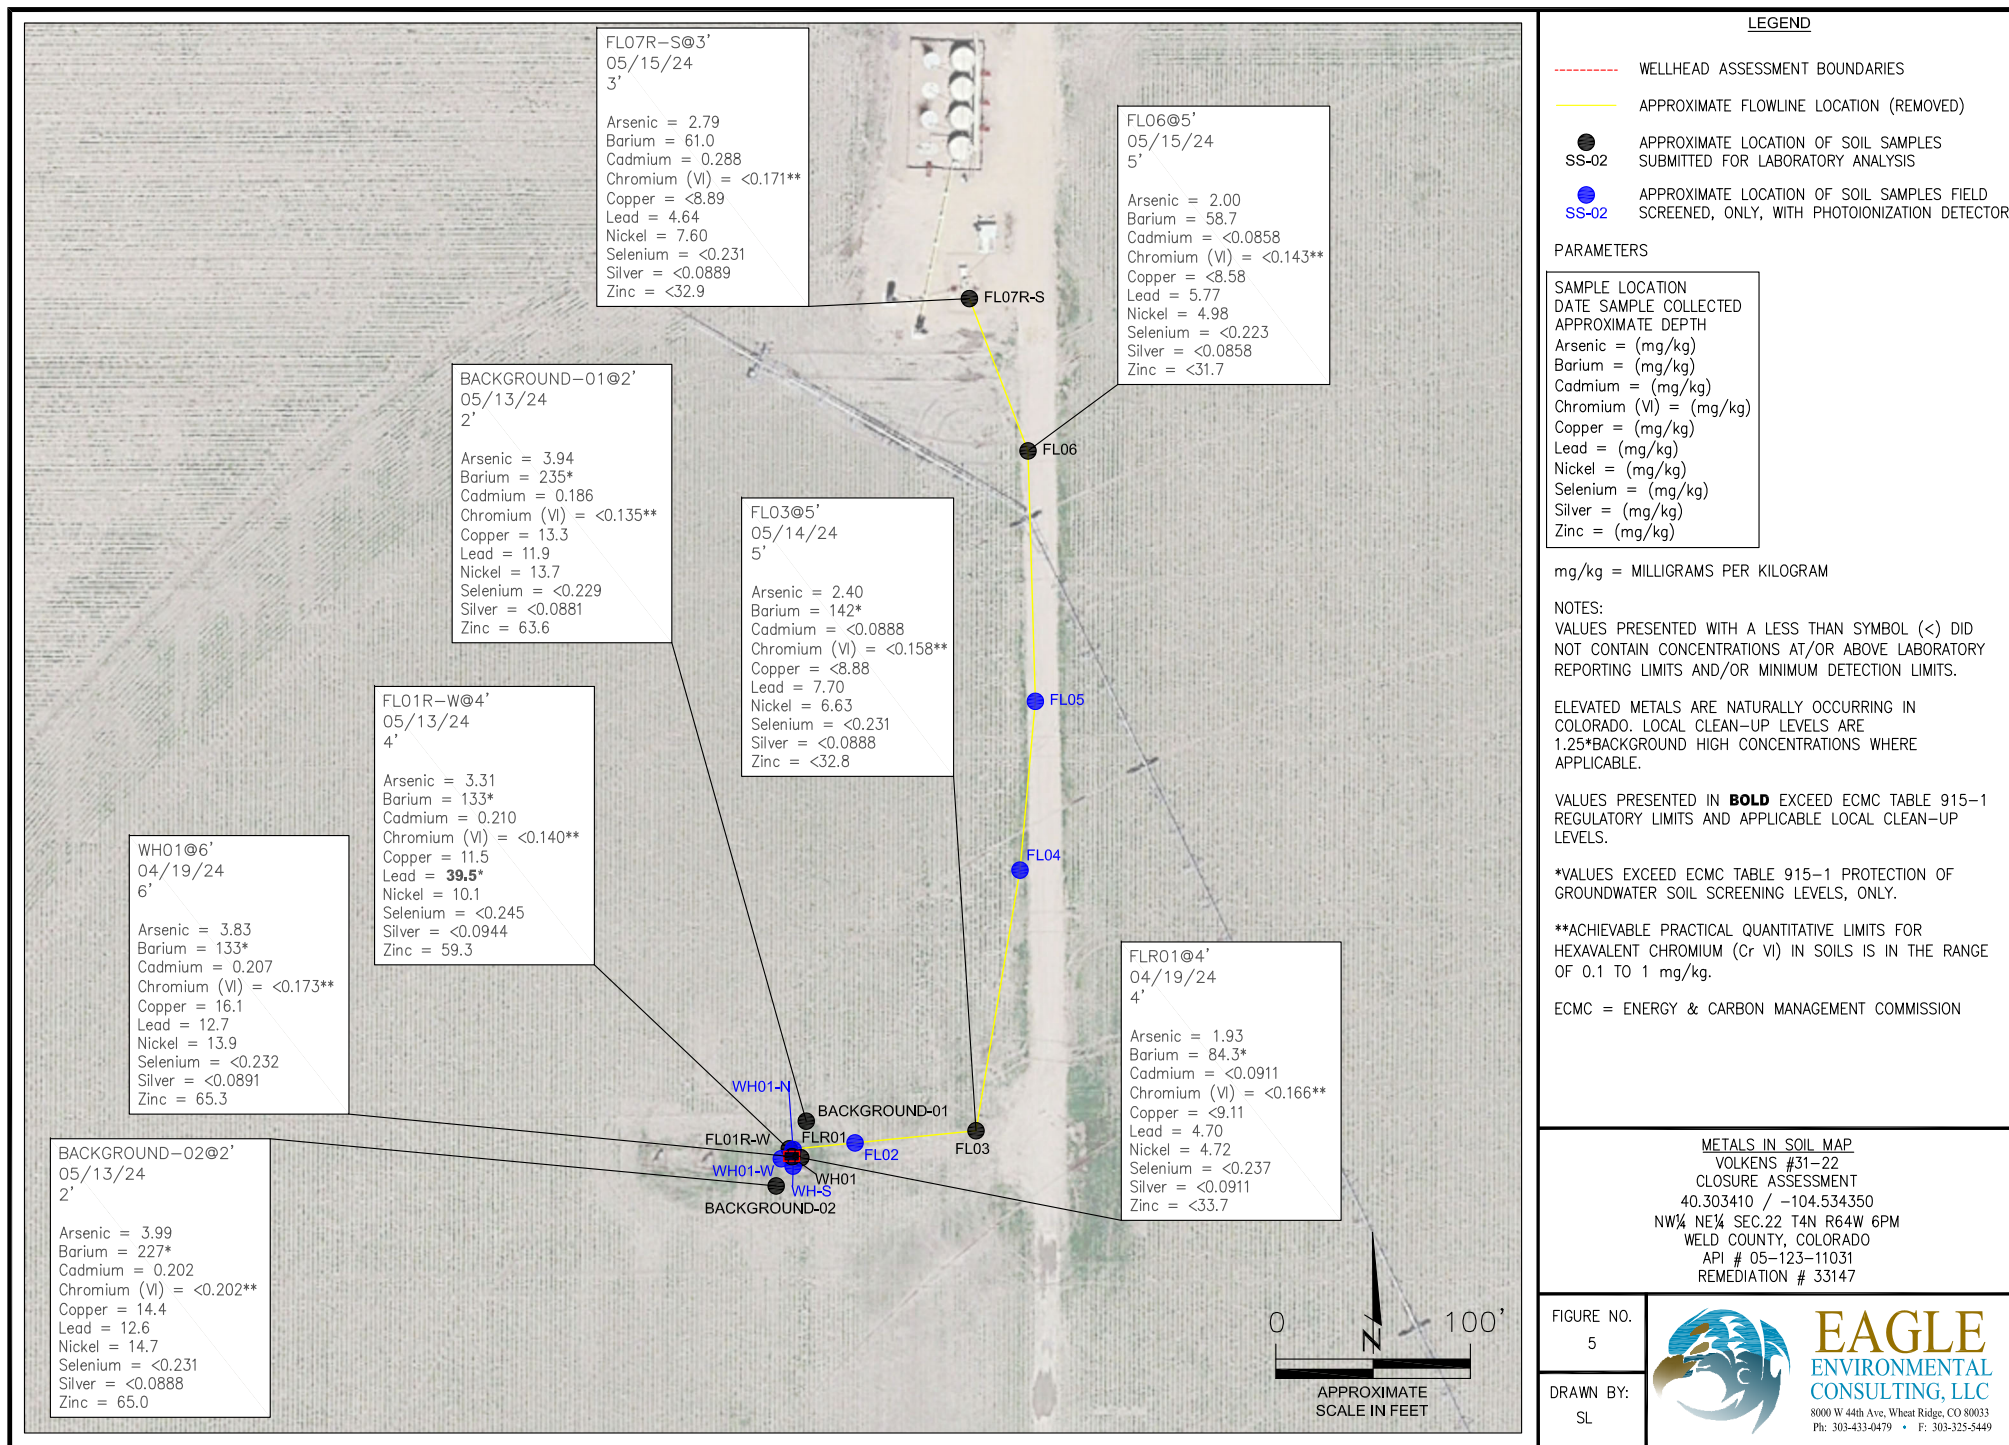 FL07R-S@3'
05/15/24
3'
Arsenic = 2.79
Barium = 61.0
Cadmium = 0.288
Chromium (VI) = <0.171**
Copper = <8.89
Lead = 4.64
Nickel = 7.60
Selenium = <0.231
Silver = <0.0889
Zinc = <32.9
FL06@5'
05/15/24
5'
Arsenic = 2.00
Barium = 58.7
Cadmium = <0.0858
Chromium (VI) = <0.143**
Copper = <8.58
Lead = 5.77
Nickel = 4.98
Selenium = <0.223
Silver = <0.0858
Zinc = <31.7
BACKGROUND-01@2'
05/13/24
2'
Arsenic = 3.94
Barium = 235*
Cadmium = 0.186
Chromium (VI) = <0.135**
Copper = 13.3
Lead = 11.9
Nickel = 13.7
Selenium = <0.229
Silver = <0.0881
Zinc = 63.6
FL03@5'
05/14/24
5'
Arsenic = 2.40
Barium = 142*
Cadmium = <0.0888
Chromium (VI) = <0.158**
Copper = <8.88
Lead = 7.70
Nickel = 6.63
Selenium = <0.231
Silver = <0.0888
Zinc = <32.8
FL01R-W@4'
05/13/24
4'
Arsenic = 3.31
Barium = 133*
Cadmium = 0.210
Chromium (VI) = <0.140**
Copper = 11.5
Lead = 39.5*
Nickel = 10.1
Selenium = <0.245
Silver = <0.0944
Zinc = 59.3
WH01@6'
04/19/24
6'
Arsenic = 3.83
Barium = 133*
Cadmium = 0.207
Chromium (VI) = <0.173**
Copper = 16.1
Lead = 12.7
Nickel = 13.9
Selenium = <0.232
Silver = <0.0891
Zinc = 65.3
FLR01@4'
04/19/24
4'
Arsenic = 1.93
Barium = 84.3*
Cadmium = <0.0911
Chromium (VI) = <0.166**
Copper = <9.11
Lead = 4.70
Nickel = 4.72
Selenium = <0.237
Silver = <0.0911
Zinc = <33.7
BACKGROUND-02@2'
05/13/24
2'
Arsenic = 3.99
Barium = 227*
Cadmium = 0.202
Chromium (VI) = <0.202**
Copper = 14.4
Lead = 12.6
Nickel = 14.7
Selenium = <0.231
Silver = <0.0888
Zinc = 65.0
FL07R-S
FL06
FL05
FL04
WH01-N
BACKGROUND-01
FL01R-W
FLR01
FL02
FL03
WH01-W
WH01
WH-S
BACKGROUND-02
0
N
100'
APPROXIMATE
SCALE IN FEET
LEGEND
WELLHEAD ASSESSMENT BOUNDARIES
APPROXIMATE FLOWLINE LOCATION (REMOVED)
SS-02
APPROXIMATE LOCATION OF SOIL SAMPLES
SUBMITTED FOR LABORATORY ANALYSIS
SS-02
APPROXIMATE LOCATION OF SOIL SAMPLES FIELD
SCREENED, ONLY, WITH PHOTOIONIZATION DETECTOR
PARAMETERS
SAMPLE LOCATION
DATE SAMPLE COLLECTED
APPROXIMATE DEPTH
Arsenic = (mg/kg)
Barium = (mg/kg)
Cadmium = (mg/kg)
Chromium (VI) = (mg/kg)
Copper = (mg/kg)
Lead = (mg/kg)
Nickel = (mg/kg)
Selenium = (mg/kg)
Silver = (mg/kg)
Zinc = (mg/kg)
mg/kg = MILLIGRAMS PER KILOGRAM
NOTES:
VALUES PRESENTED WITH A LESS THAN SYMBOL (<) DID
NOT CONTAIN CONCENTRATIONS AT/OR ABOVE LABORATORY
REPORTING LIMITS AND/OR MINIMUM DETECTION LIMITS.
ELEVATED METALS ARE NATURALLY OCCURRING IN
COLORADO. LOCAL CLEAN-UP LEVELS ARE
1.25*BACKGROUND HIGH CONCENTRATIONS WHERE
APPLICABLE.
VALUES PRESENTED IN BOLD EXCEED ECMC TABLE 915-1
REGULATORY LIMITS AND APPLICABLE LOCAL CLEAN-UP
LEVELS.
*VALUES EXCEED ECMC TABLE 915-1 PROTECTION OF
GROUNDWATER SOIL SCREENING LEVELS, ONLY.
**ACHIEVABLE PRACTICAL QUANTITATIVE LIMITS FOR
HEXAVALENT CHROMIUM (Cr VI) IN SOILS IS IN THE RANGE
OF 0.1 TO 1 mg/kg.
ECMC = ENERGY & CARBON MANAGEMENT COMMISSION
METALS IN SOIL MAP
VOLKENS #31-22
CLOSURE ASSESSMENT
40.303410 / -104.534350
NW¼ NE¼ SEC.22 T4N R64W 6PM
WELD COUNTY, COLORADO
API # 05-123-11031
REMEDIATION # 33147
FIGURE NO.
5
DRAWN BY:
SL
EAGLE
ENVIRONMENTAL
CONSULTING, LLC
8000 W 44th Ave, Wheat Ridge, CO 80033
Ph: 303-433-0479 • F: 303-325-5449